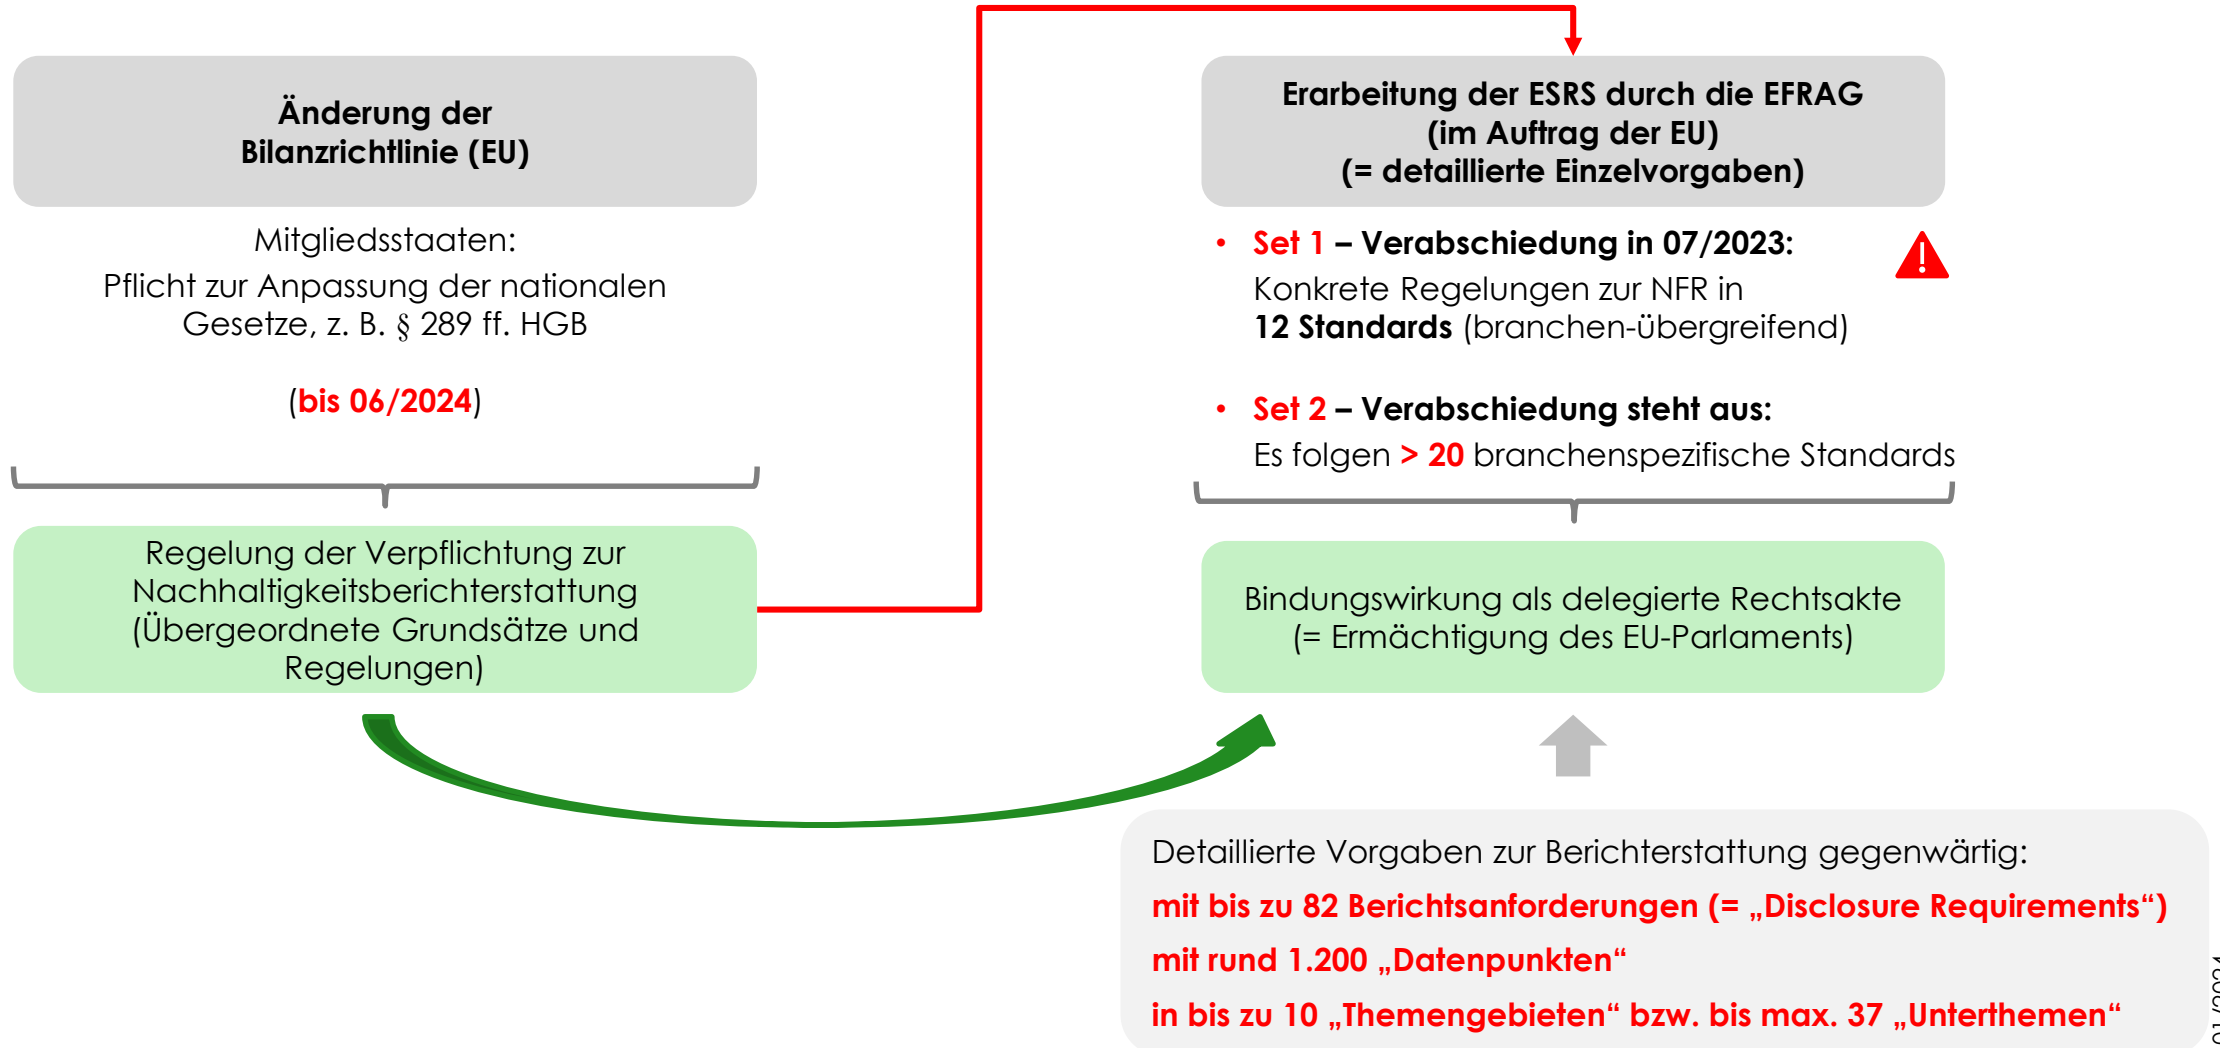 Änderung der
Bilanzrichtlinie (EU)
Mitgliedsstaaten:
Pflicht zur Anpassung der nationalen
Gesetze, z. B. § 289 ff. HGB
(bis 06/2024)
Regelung der Verpflichtung zur
Nachhaltigkeitsberichterstattung
(Übergeordnete Grundsätze und
Regelungen)
Erarbeitung der ESRS durch die EFRAG
(im Auftrag der EU)
(= detaillierte Einzelvorgaben)
• Set 1 – Verabschiedung in 07/2023:
Konkrete Regelungen zur NFR in
12 Standards (branchen-übergreifend)
• Set 2 – Verabschiedung steht aus:
Es folgen > 20 branchenspezifische Standards
Bindungswirkung als delegierte Rechtsakte
(= Ermächtigung des EU-Parlaments)
Detaillierte Vorgaben zur Berichterstattung gegenwärtig:
mit bis zu 82 Berichtsanforderungen (= „Disclosure Requirements“)
mit rund 1.200 „Datenpunkten“
in bis zu 10 „Themengebieten“ bzw. bis max. 37 „Unterthemen“